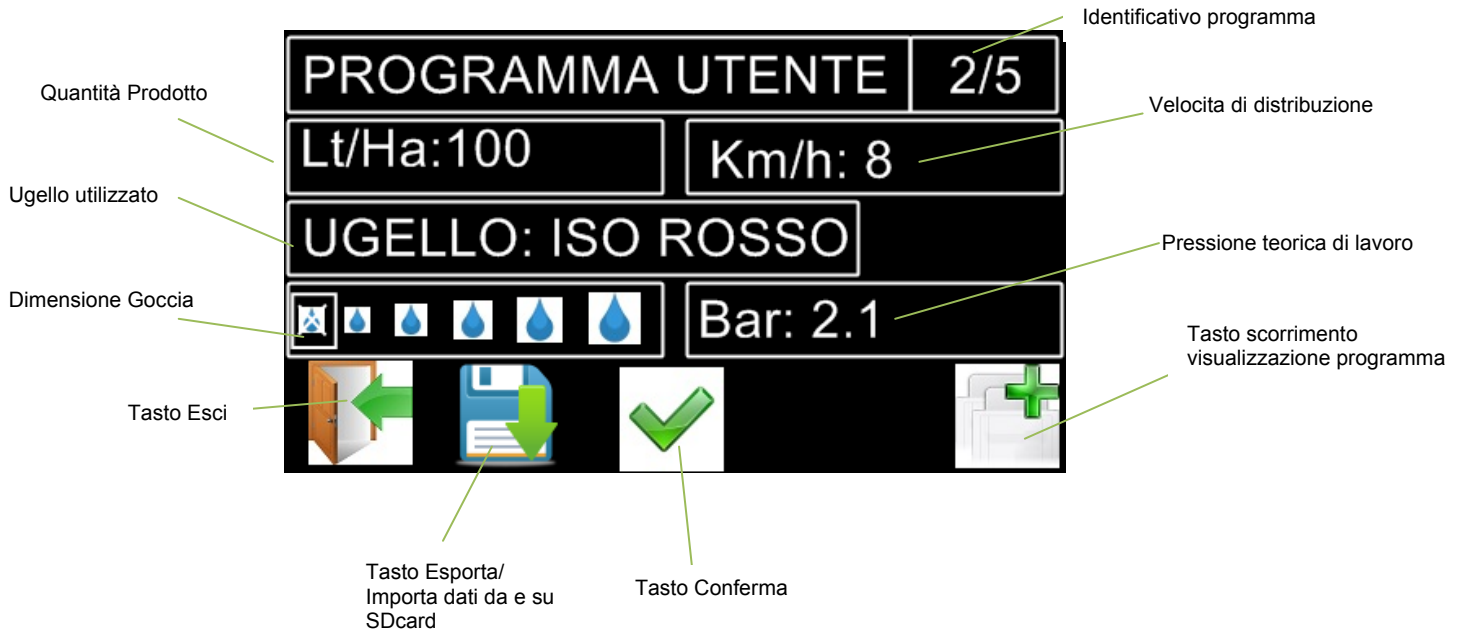 Identificativo programma
PROGRAMMA UTENTE
2/5
Quantità Prodotto
Velocita di distribuzione
Lt/Ha:100
Km/h: 8
Ugello utilizzato
UGELLO: ISO ROSSO
Pressione teorica di lavoro
Dimensione Goccia
Bar: 2.1
Tasto scorrimento
visualizzazione programma
Tasto Esci
Tasto Esporta/
Importa dati da e su
SDcard
Tasto Conferma